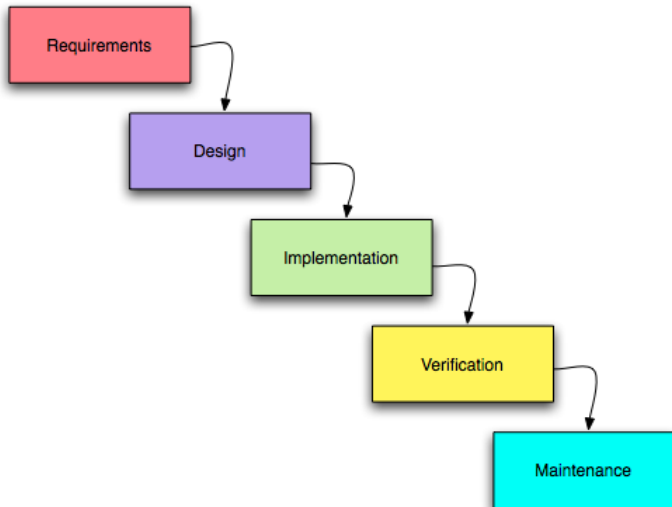 Requirements
Design
Implementation
Verification
Maintenance